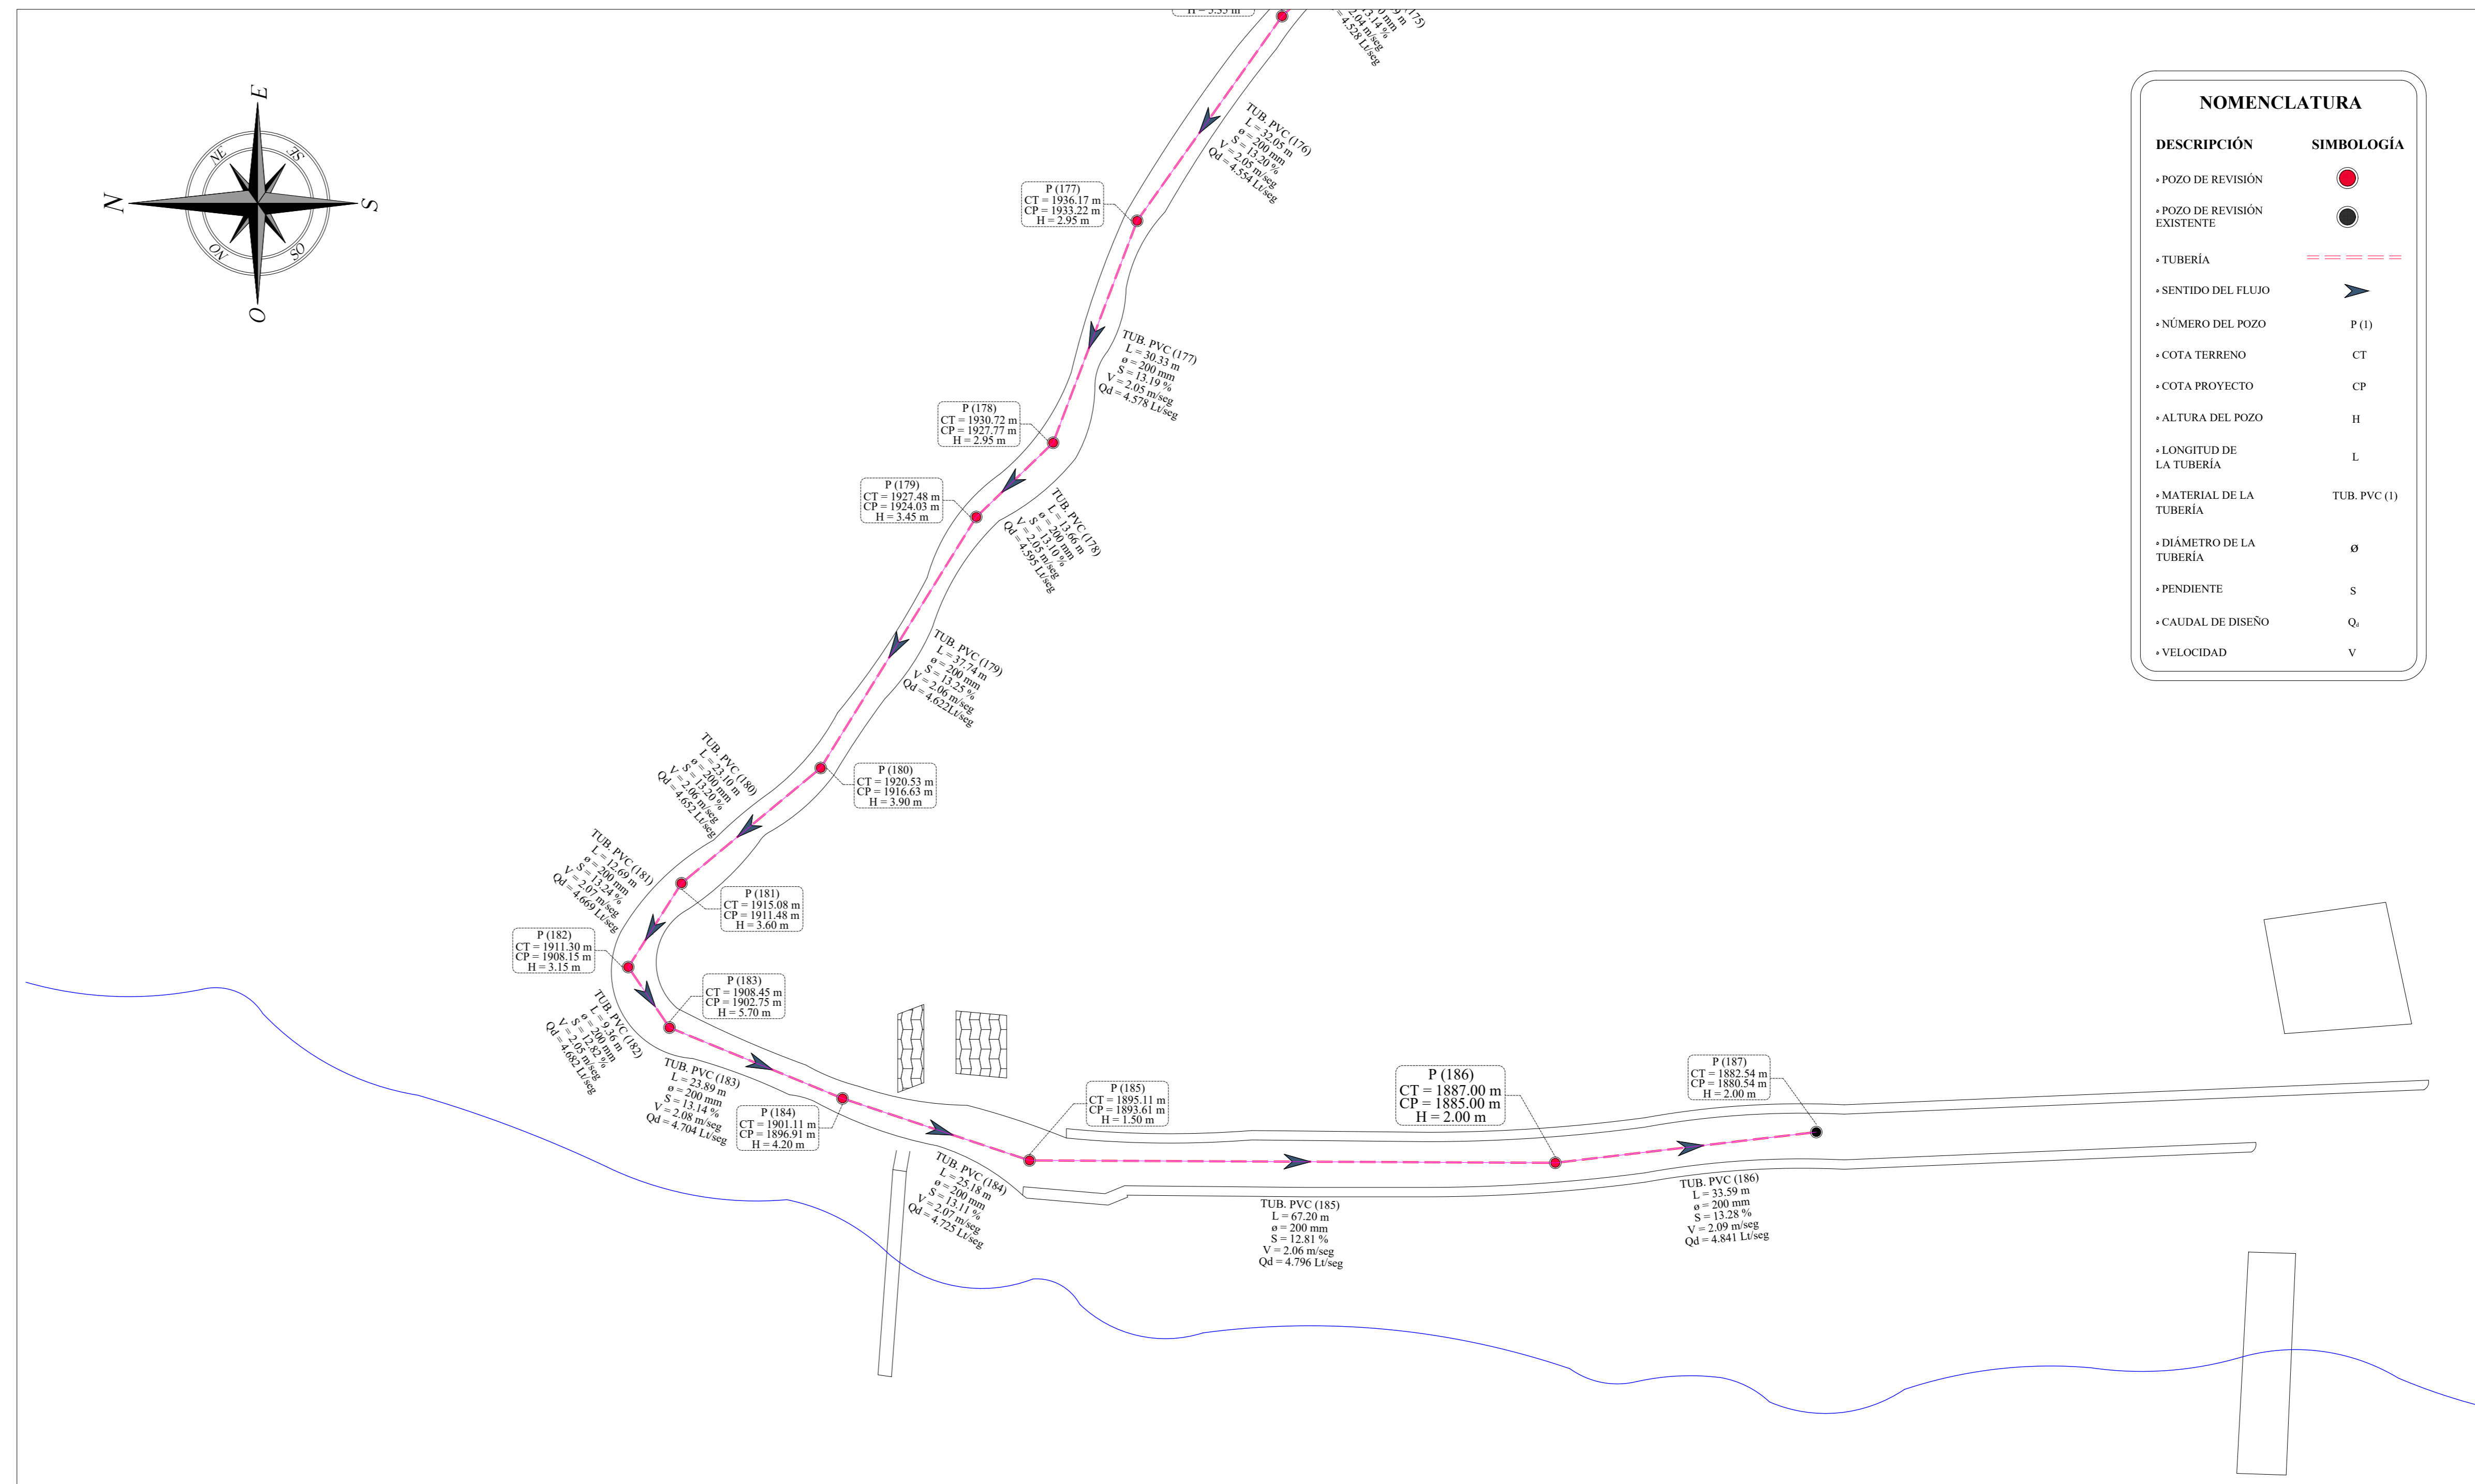 H = 3.35 m
2.04 m/seg
4.528 Lt/seg
E
NE
SE
N
S
NO
SO
O
NOMENCLATURA
DESCRIPCIÓN SIMBOLOGÍA
POZO DE REVISIÓN
POZO DE REVISIÓN
EXISTENTE
TUBERÍA
SENTIDO DEL FLUJO
NÚMERO DEL POZO P (1)
COTA TERRENO CT
COTA PROYECTO CP
ALTURA DEL POZO H
LONGITUD DE
LA TUBERÍA L
MATERIAL DE LA
TUBERÍA TUB. PVC (1)
DIÁMETRO DE LA
TUBERÍA ø
PENDIENTE S
CAUDAL DE DISEÑO Qd
VELOCIDAD V
TUB. PVC (176)
L = 32.05 m
ø = 200 mm
S = 13.20 %
V = 2.05 m/seg
Qd = 4.554 Lt/seg
P (177)
CT = 1936.17 m
CP = 1933.22 m
H = 2.95 m
TUB. PVC (177)
L = 30.33 m
ø = 200 mm
S = 13.19 %
V = 2.05 m/seg
Qd = 4.578 Lt/seg
P (178)
CT = 1930.72 m
CP = 1927.77 m
H = 2.95 m
P (179)
CT = 1927.48 m
CP = 1924.03 m
H = 3.45 m
TUB. PVC (178)
L = 13.66 m
ø = 200 mm
S = 13.10 %
V = 2.05 m/seg
Qd = 4.595 Lt/seg
TUB. PVC (179)
L = 37.74 m
ø = 200 mm
S = 13.25 %
V = 2.06 m/seg
Qd = 4.622Lt/seg
TUB. PVC (180)
L = 23.10 m
ø = 200 mm
S = 13.20 %
V = 2.06 m/seg
Qd = 4.652 Lt/seg
P (180)
CT = 1920.53 m
CP = 1916.63 m
H = 3.90 m
TUB. PVC (181)
L = 12.69 m
ø = 200 mm
S = 13.24 %
V = 2.07 m/seg
Qd = 4.669 Lt/seg
P (181)
CT = 1915.08 m
CP = 1911.48 m
H = 3.60 m
P (182)
CT = 1911.30 m
CP = 1908.15 m
H = 3.15 m
P (183)
CT = 1908.45 m
CP = 1902.75 m
H = 5.70 m
TUB. PVC (182)
L = 9.36 m
ø = 200 mm
S = 12.82 %
V = 2.05 m/seg
Qd = 4.682 Lt/seg
TUB. PVC (183)
L = 23.89 m
ø = 200 mm
S = 13.14 %
V = 2.08 m/seg
Qd = 4.704 Lt/seg
P (184)
CT = 1901.11 m
CP = 1896.91 m
H = 4.20 m
P (185)
CT = 1895.11 m
CP = 1893.61 m
H = 1.50 m
P (186)
CT = 1887.00 m
CP = 1885.00 m
H = 2.00 m
P (187)
CT = 1882.54 m
CP = 1880.54 m
H = 2.00 m
TUB. PVC (184)
L = 25.18 m
ø = 200 mm
S = 13.11 %
V = 2.07 m/seg
Qd = 4.725 Lt/seg
TUB. PVC (185)
L = 67.20 m
ø = 200 mm
S = 12.81 %
V = 2.06 m/seg
Qd = 4.796 Lt/seg
TUB. PVC (186)
L = 33.59 m
ø = 200 mm
S = 13.28 %
V = 2.09 m/seg
Qd = 4.841 Lt/seg